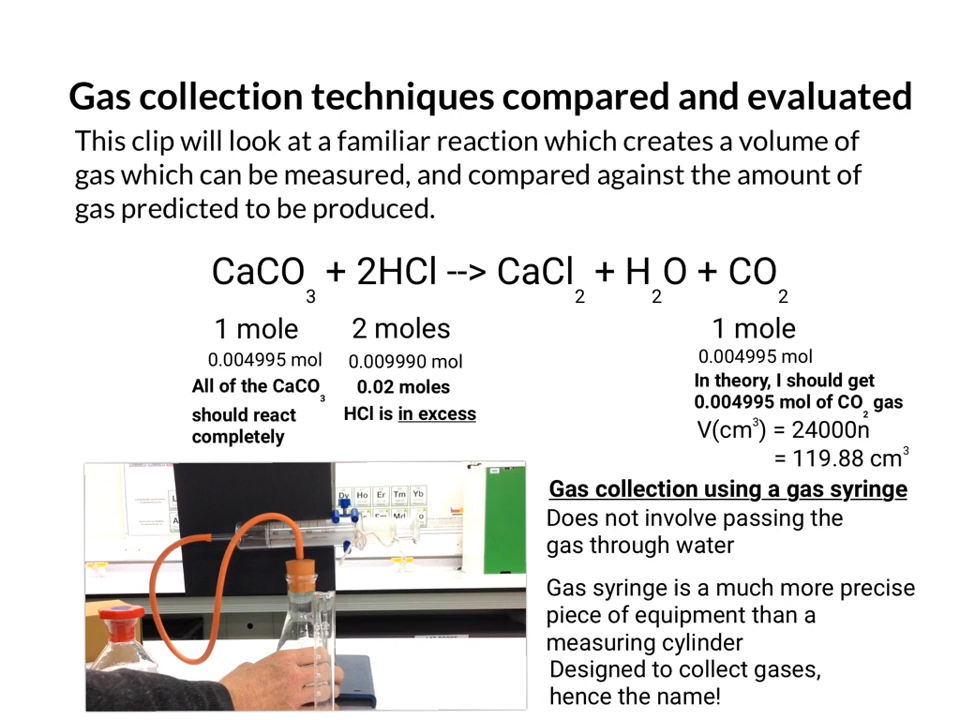 Gas collection techniques compared and evaluated
This clip will look at a familiar reaction which creates a volume of
gas which can be measured, and compared against the amount of
gas predicted to be produced.
CaCO3 + 2HCl --> CaCl2 + H2O + CO2
1 mole 2 moles 1 mole
0.004995 mol 0.009990 mol 0.004995 mol
All of the CaCO3
should react
completely
0.02 moles
HCl is in excess
In theory, I should get
0.004995 mol of CO2 gas
V(cm3) = 24000n
= 119.88 cm3
Dy Ho Er Tm Yb
Gas collection using a gas syringe
Does not involve passing the
gas through water
Gas syringe is a much more precise
piece of equipment than a
measuring cylinder
Designed to collect gases,
hence the name!